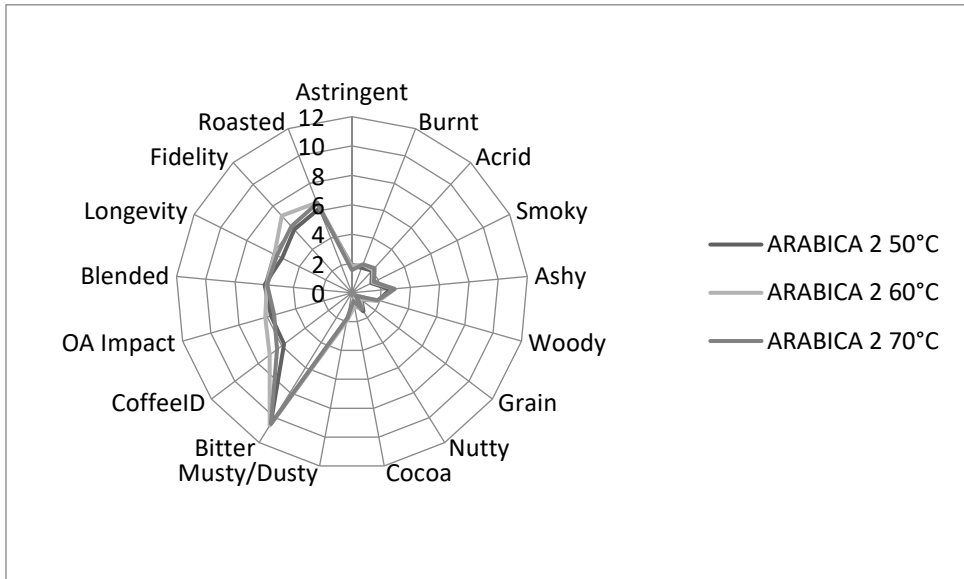 Astringent
Burnt
Acrid
Smoky
Ashy
Woody
Grain
Nutty
Cocoa
Musty/Dusty
Bitter
CoffeeID
OA Impact
Blended
Longevity
Fidelity
Roasted
12
10
8
6
4
2
0
ARABICA 2 50°C
ARABICA 2 60°C
ARABICA 2 70°C